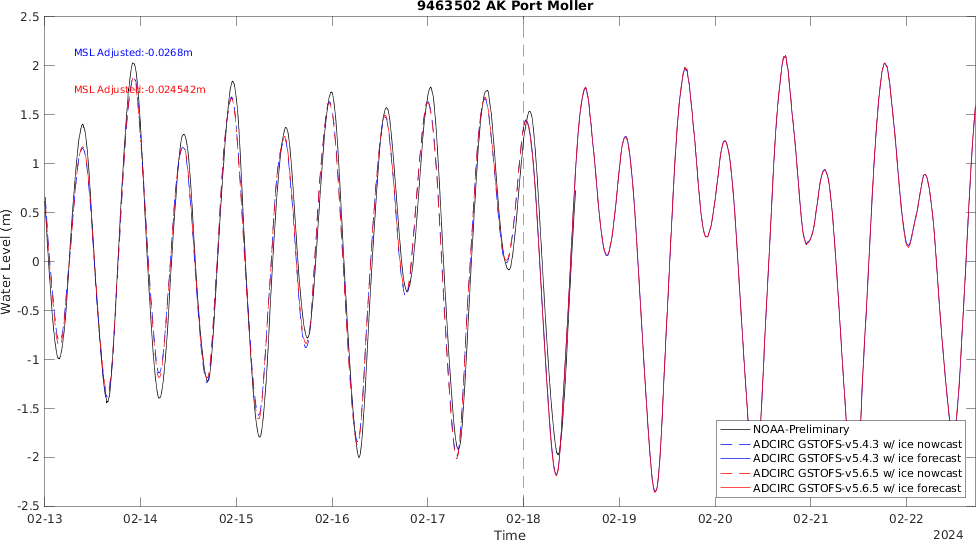 9463502 AK Port Moller
MSL Adjusted:-0.0268m
MSL Adjusted:-0.024542m
Water Level (m)
2.5
2
1.5
1
0.5
0
-0.5
-1
-1.5
-2
-2.5
NOAA-Preliminary
ADCIRC GSTOFS-v5.4.3 w/ ice nowcast
ADCIRC GSTOFS-v5.4.3 w/ ice forecast
ADCIRC GSTOFS-v5.6.5 w/ ice nowcast
ADCIRC GSTOFS-v5.6.5 w/ ice forecast
02-13 02-14 02-15 02-16 02-17 02-18 02-19 02-20 02-21 02-22
Time
2024